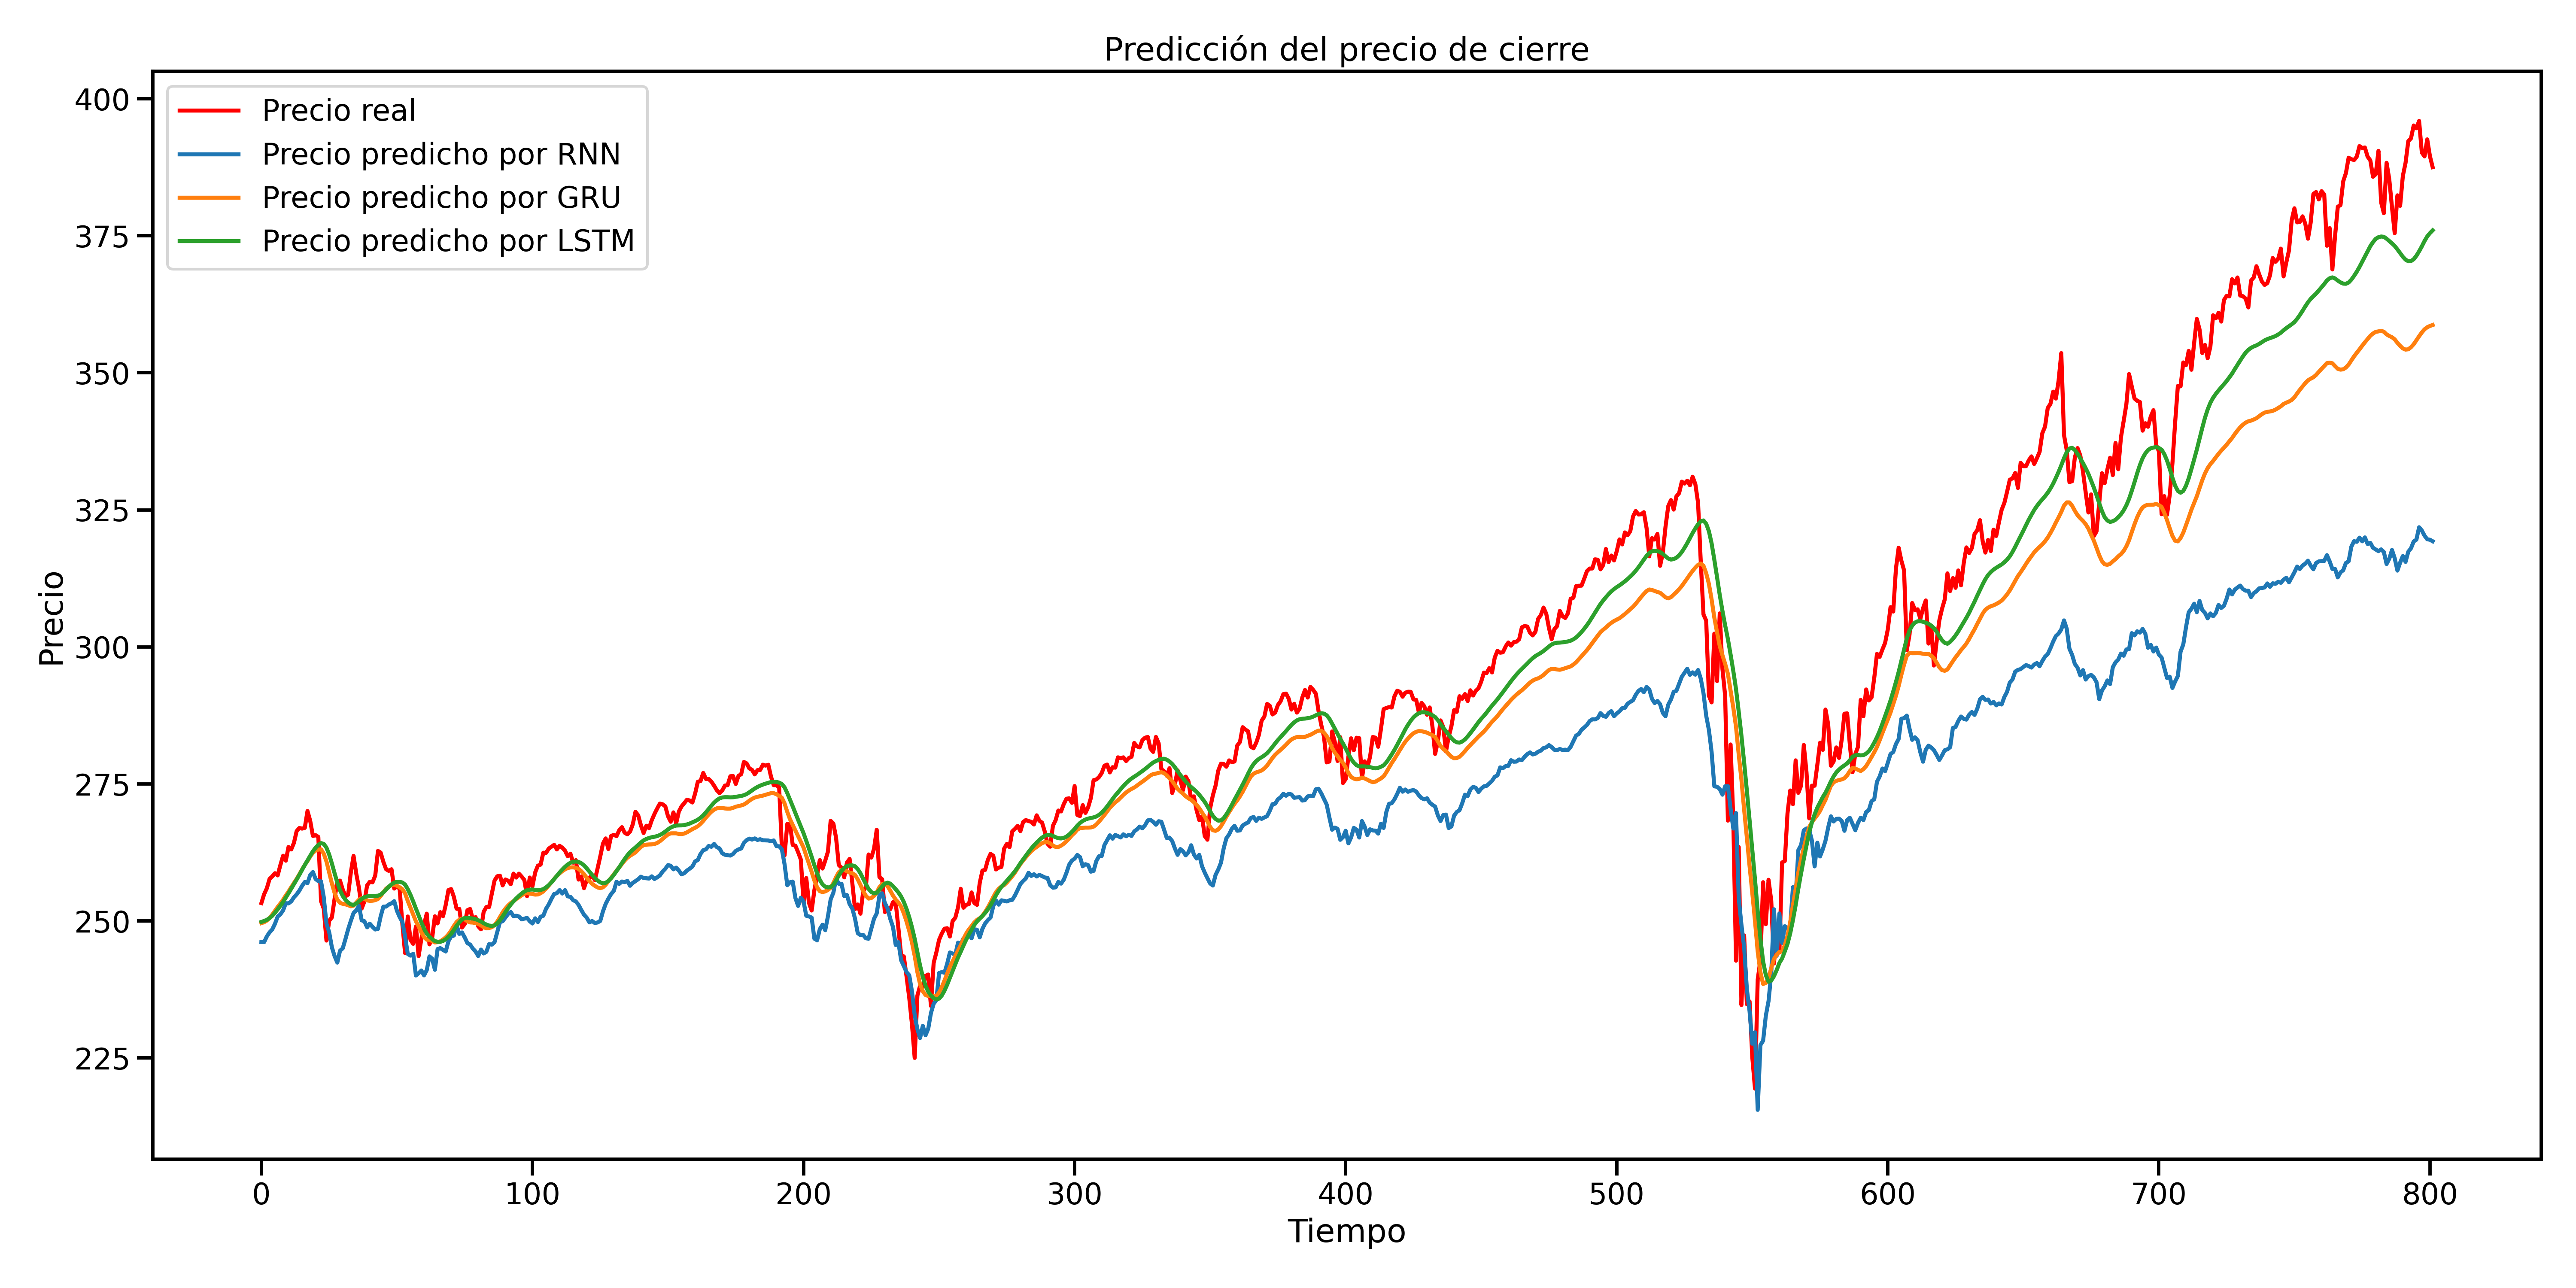 Predicción del precio de cierre
Precio real
Precio predicho por RNN
Precio predicho por GRU
Precio predicho por LSTM
400
375
350
325
300
275
250
225
Precio
0 100 200 300 400 500 600 700 800
Tiempo